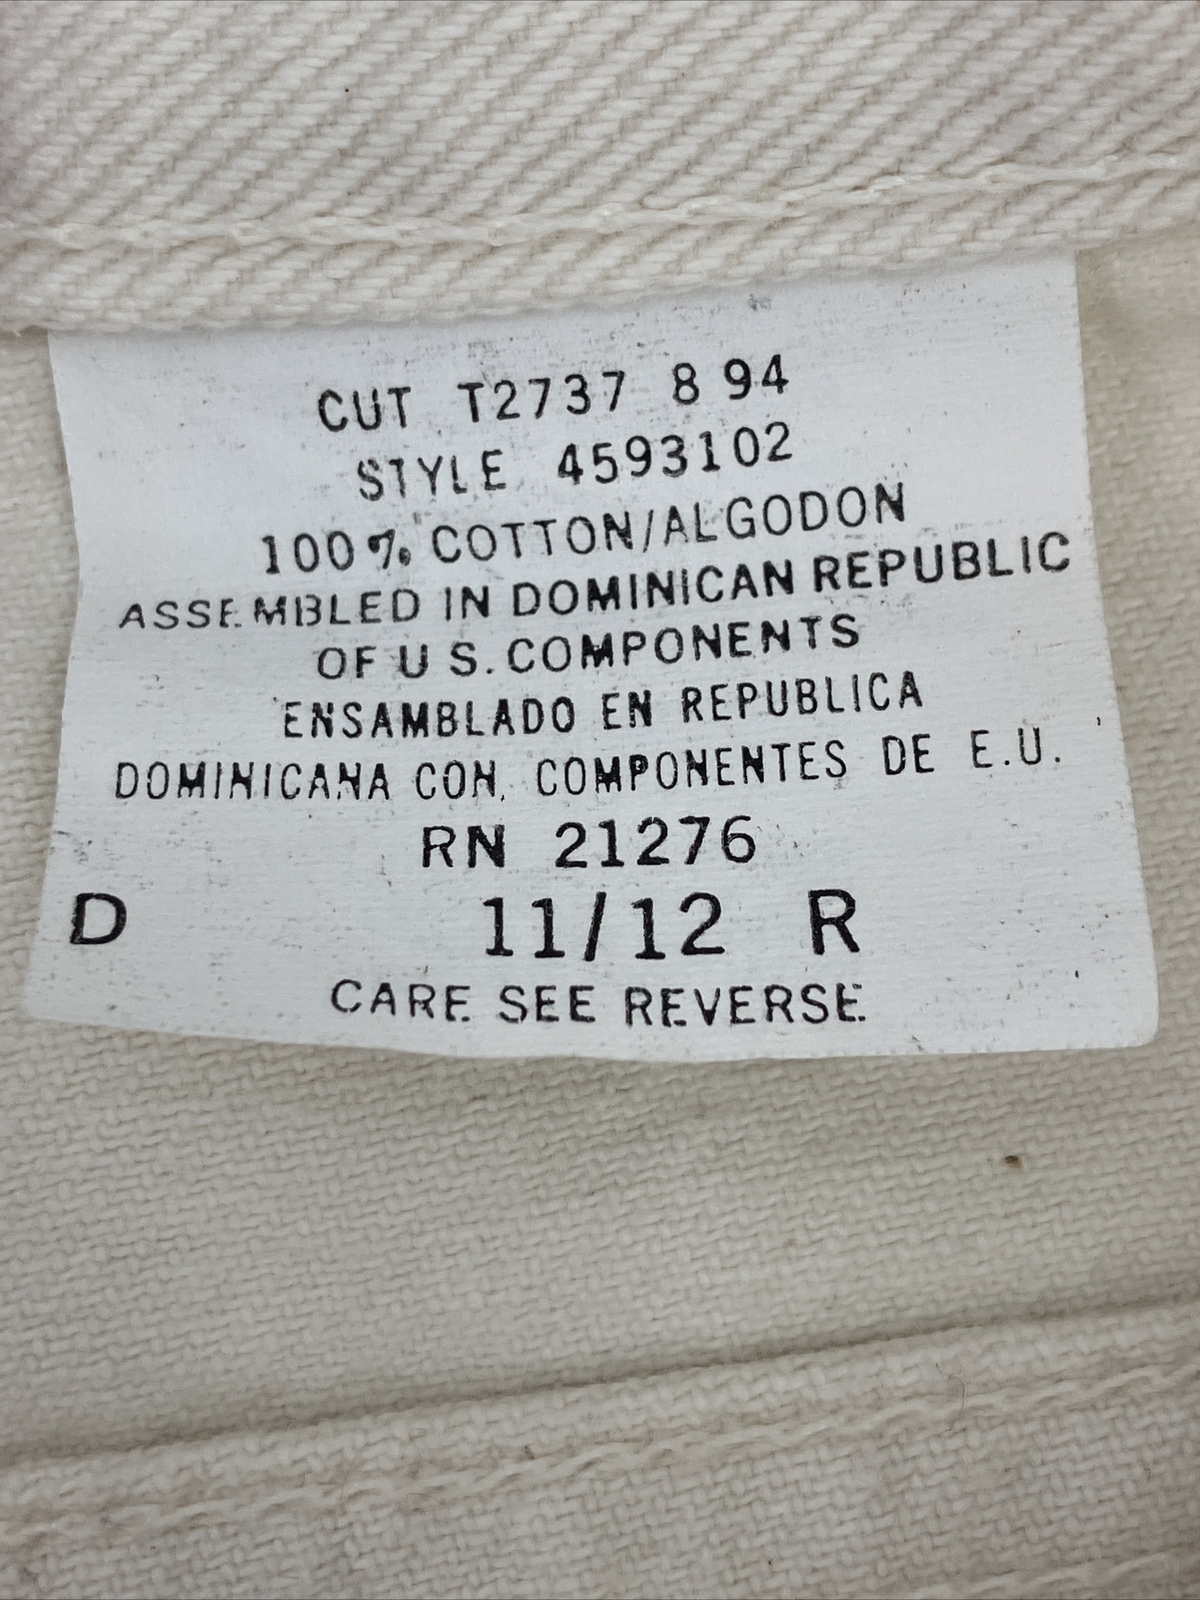 CUT T2737 8 94
STYLE 4593102
100% COTTON/ALGODON
ASSEMBLED IN DOMINICAN REPUBLIC
OF U S. COMPONENTS
ENSAMBLADO EN REPUBLICA
DOMINICANA CON. COMPONENTES DE E.U.
RN 21276
D 11/12 R
CARE SEE REVERSE